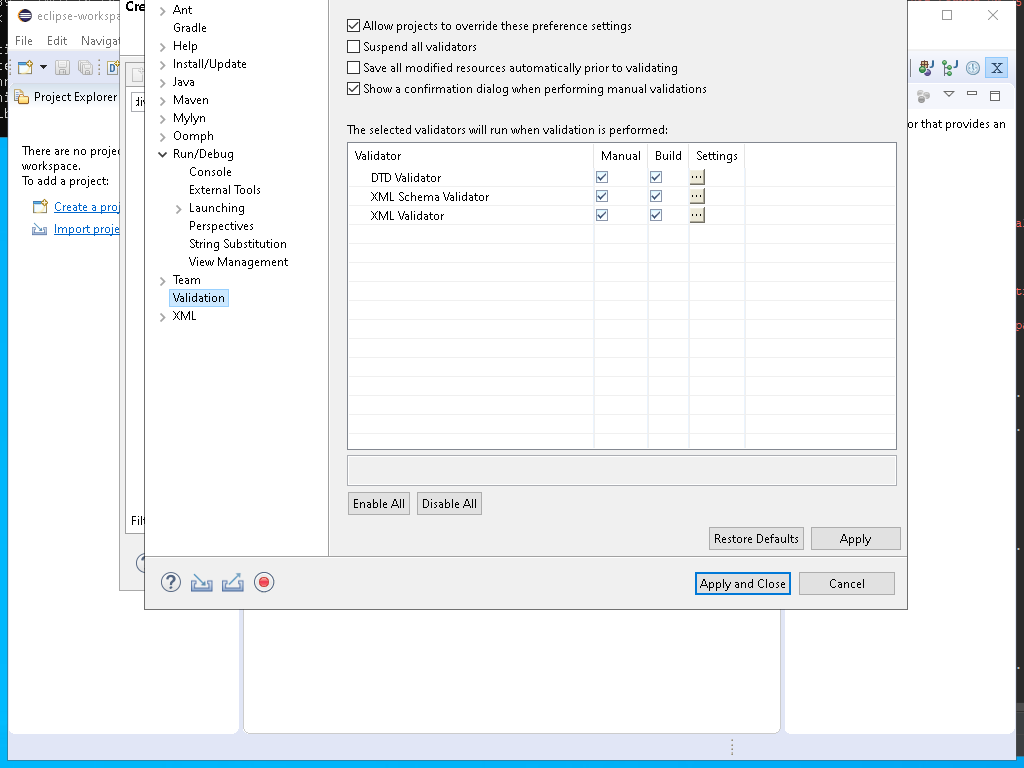 eclipse-workspa
Cre
File Edit Navigat
Project Explorer
There are no projec
workspace.
To add a project:
Create a proj
Import proje
Filt
Ant
Gradle
Help
Install/Update
Java
Maven
Mylyn
Oomph
Run/Debug
Console
External Tools
Launching
Perspectives
String Substitution
View Management
Team
Validation
XML
Allow projects to override these preference settings
Suspend all validators
Save all modified resources automatically prior to validating
Show a confirmation dialog when performing manual validations
The selected validators will run when validation is performed:
Validator Manual Build Settings
DTD Validator
XML Schema Validator
XML Validator
Enable All Disable All
Restore Defaults Apply
Apply and Close Cancel
or that provides an